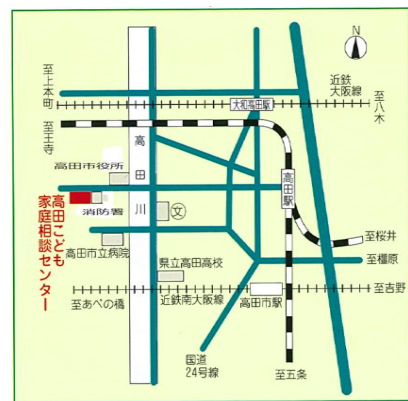 N
近鉄
大阪線
至上本町
大和高田駅
至八木
至王寺
高田川
高田市役所
高田駅
消防署
文
高田こども
家庭相談センター
至桜井
高田市立病院
県立高田高校
至橿原
至あべの橋
近鉄南大阪線
高田市駅
至吉野
国道
24号線
至五条